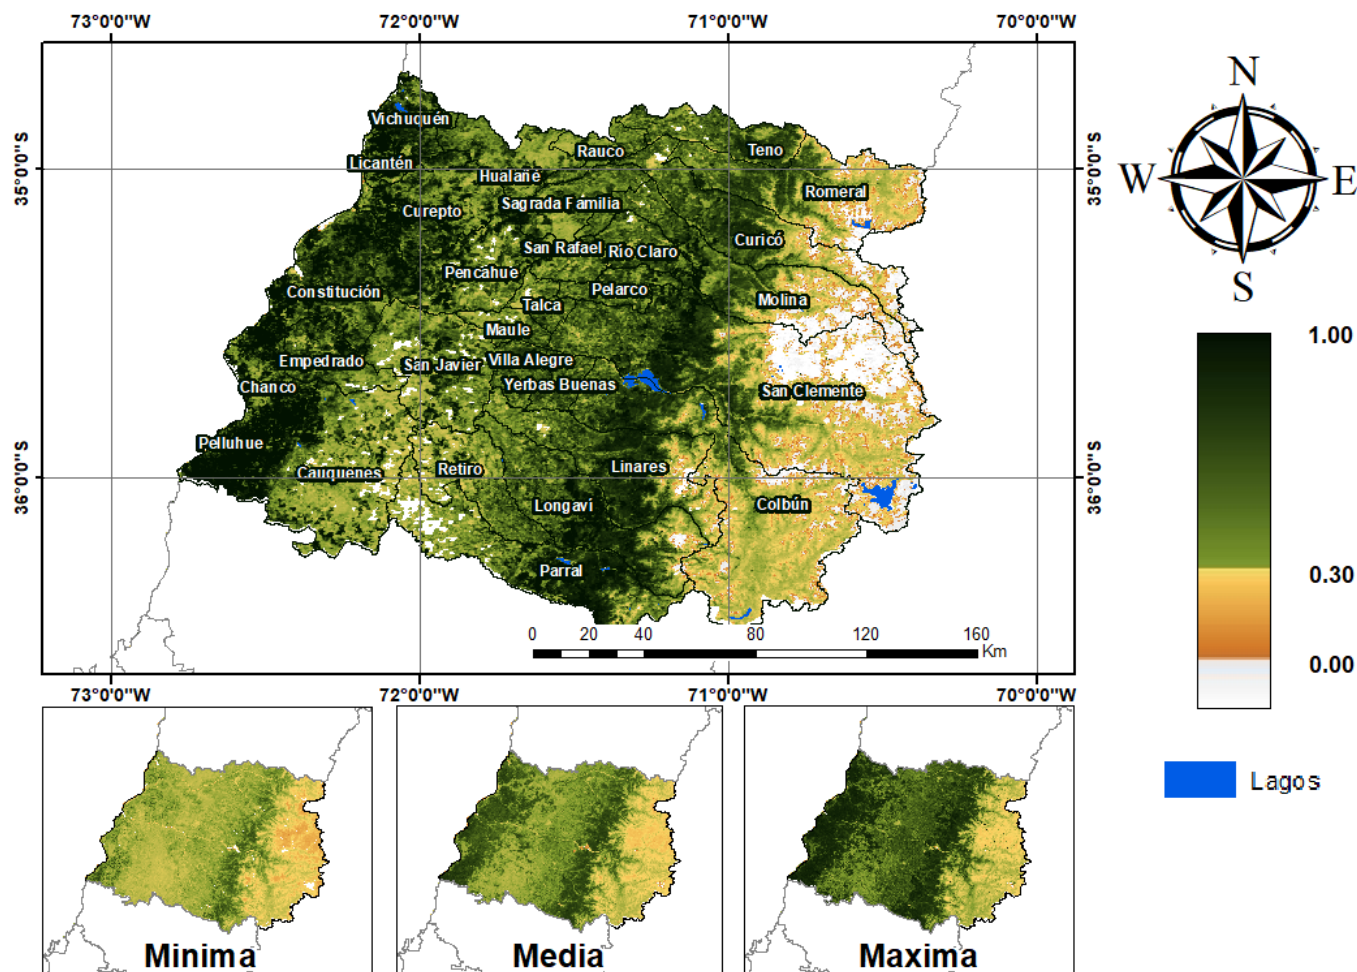 73°0'0"W 72°0'0"W 71°0'0"W 70°0'0"W
35°0'0"S
35°0'0"S
36°0'0"S
36°0'0"S
N
W
E
S
Vichuquén
Licantén
Rauco
Teno
Hualañé
Romeral
Sagrada Familia
Curepto
San Rafael
Río Claro
Curicó
Pencahue
Constitución
Pelarco
Molina
Talca
Maule
Empedrado
San Javier
Villa Alegre
Chanco
Yerbas Buenas
San Clemente
Pelluhue
Cauquenes
Retiro
Linares
Longaví
Colbún
Parral
0 20 40 80 120 160
Km
73°0'0"W 72°0'0"W 71°0'0"W 70°0'0"W
1.00
0.30
0.00
Lagos
Minima
Media
Maxima